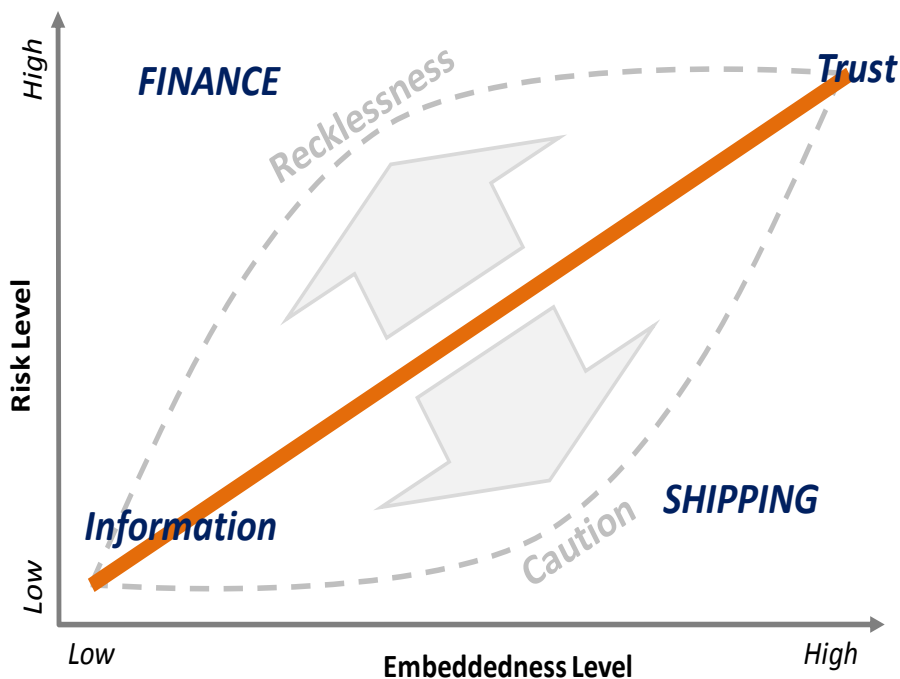 High
FINANCE
Recklessness
Trust
Risk Level
Information
SHIPPING
Caution
Low
Low
Embeddedness Level
High